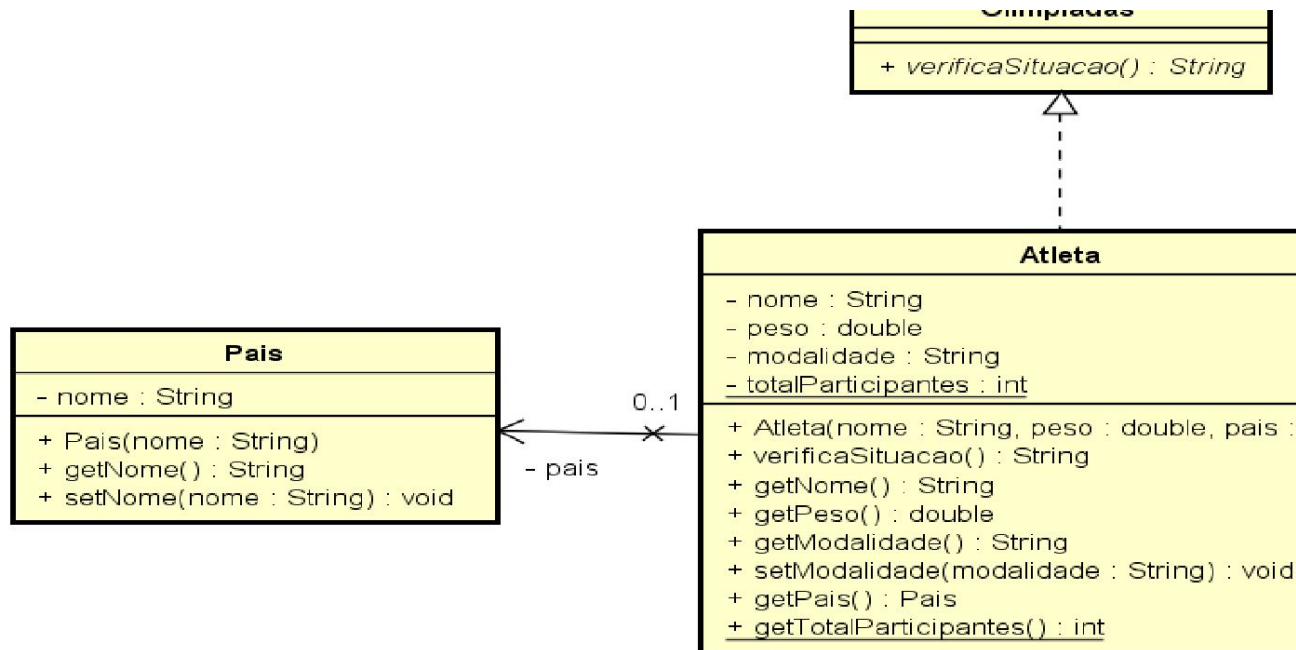 + verificaSituacao() : String
Pais
- nome : String
+ Pais(nome : String)
+ getNome() : String
+ setNome(nome : String) : void
0..1
- pais
Atleta
- nome : String
- peso : double
- modalidade : String
- totalParticipantes : int
+ Atleta(nome : String, peso : double, pais :
+ verificaSituacao() : String
+ getNome() : String
+ getPeso() : double
+ getModalidade() : String
+ setModalidade(modalidade : String) : void
+ getPais() : Pais
+ getTotalParticipantes() : int